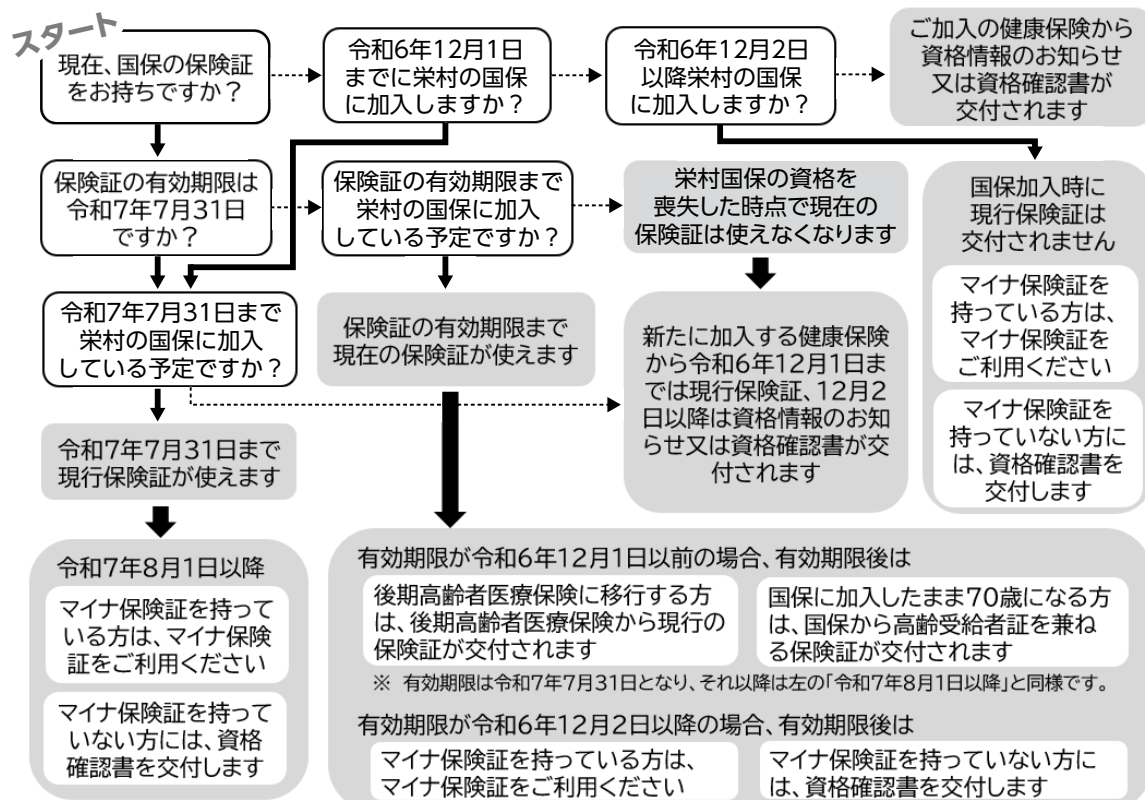 スタート
現在、国保の保険証
をお持ちですか？
令和6年12月1日
までに栄村の国保
に加入しますか？
令和6年12月2日
以降栄村の国保
に加入しますか？
ご加入の健康保険から
資格情報のお知らせ
又は資格確認書が
交付されます
保険証の有効期限は
令和7年7月31日
ですか？
保険証の有効期限まで
栄村の国保に加入
している予定ですか？
栄村国保の資格を
喪失した時点で現在の
保険証は使えなくなります
国保加入時に
現行保険証は
交付されません
マイナ保険証を
持っている方は、
マイナ保険証を
ご利用ください
マイナ保険証を
持っていない方に
は、資格確認書を
交付します
令和7年7月31日まで
栄村の国保に加入
している予定ですか？
保険証の有効期限まで
現在の保険証が使えます
新たに加入する健康保険
から令和6年12月1日ま
では現行保険証、12月2
日以降は資格情報のお知
らせ又は資格確認書が交
付されます
令和7年7月31日まで
現行保険証が使えます
令和7年8月1日以降
マイナ保険証を持って
いる方は、マイナ保険
証をご利用ください
マイナ保険証を持って
いない方には、資格
確認書を交付します
有効期限が令和6年12月1日以前の場合、有効期限後は
後期高齢者医療保険に移行する方
は、後期高齢者医療保険から現行の
保険証が交付されます
国保に加入したまま70歳になる方
は、国保から高齢受給者証を兼ね
る保険証が交付されます
※ 有効期限は令和7年7月31日となり、それ以降は左の「令和7年8月1日以降」と同様です。
有効期限が令和6年12月2日以降の場合、有効期限後は
マイナ保険証を持っている方は、
マイナ保険証をご利用ください
マイナ保険証を持っていない方に
は、資格確認書を交付します